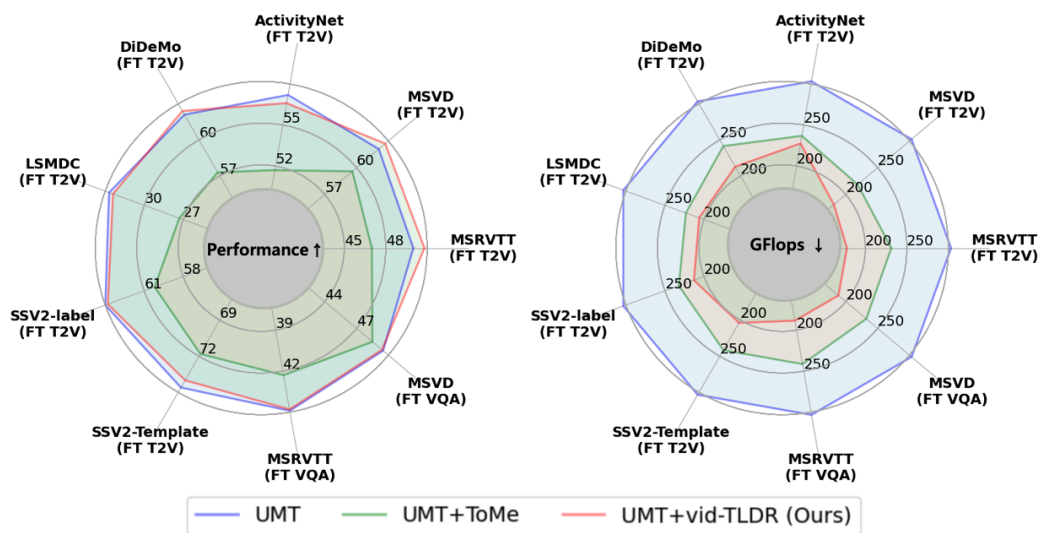 ActivityNet
(FT T2V)
DiDeMo
(FT T2V)
MSVD
(FT T2V)
LSMDC
(FT T2V)
MSRVTT
(FT T2V)
SSV2-label
(FT T2V)
MSVD
(FT VQA)
SSV2-Template
(FT T2V)
MSRVTT
(FT VQA)
Performance ↑
55
52
60
57
60
57
30
27
45
48
58
61
44
47
69
72
39
42
ActivityNet
(FT T2V)
DiDeMo
(FT T2V)
MSVD
(FT T2V)
LSMDC
(FT T2V)
MSRVTT
(FT T2V)
SSV2-label
(FT T2V)
MSVD
(FT VQA)
SSV2-Template
(FT T2V)
MSRVTT
(FT VQA)
GFlops ↓
250
200
250
200
250
200
250
200
200
250
200
250
200
250
200
250
200
250
UMT
UMT+ToMe
UMT+vid-TLDR (Ours)